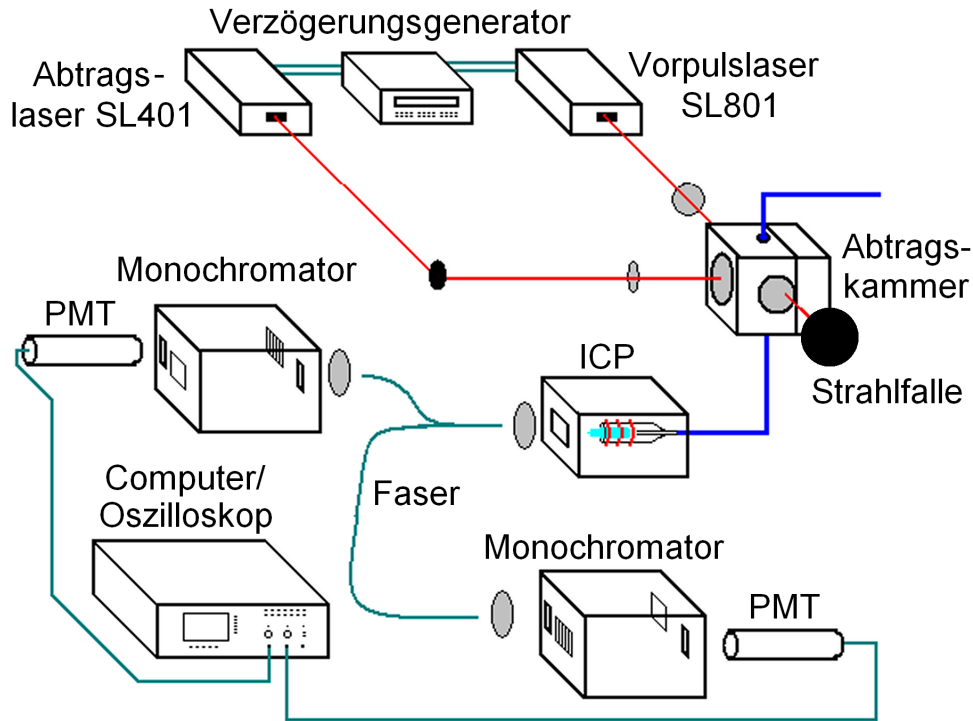 Verzögerungsgenerator
Abtrags-
laser SL401
Vorpulslaser
SL801
Abtrags-
kammer
Monochromator
PMT
ICP
Strahlfalle
Computer/
Oszilloskop
Faser
Monochromator
PMT